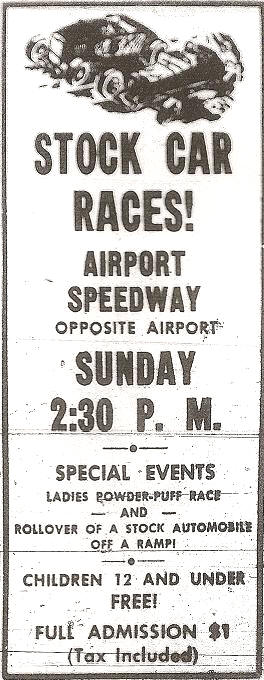 STOCK CAR
RACES!
AIRPORT
SPEEDWAY
OPPOSITE AIRPORT
SUNDAY
2:30 P. M.
SPECIAL EVENTS
LADIES POWDER-PUFF RACE
— AND —
ROLLOVER OF A STOCK AUTOMOBILE
OFF A RAMP!
CHILDREN 12 AND UNDER
FREE!
FULL ADMISSION $1
(Tax Included)